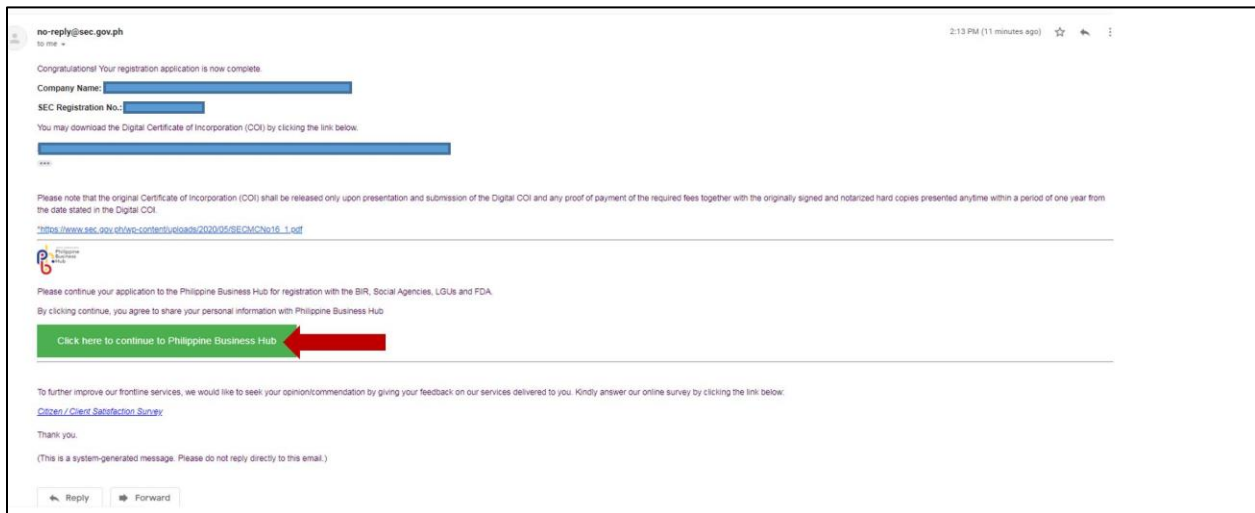 no-reply@sec.gov.ph
to me
2:13 PM (11 minutes ago)
Congratulations! Your registration application is now complete.
Company Name:
SEC Registration No.:
You may download the Digital Certificate of Incorporation (COI) by clicking the link below.
Please note that the original Certificate of Incorporation (COI) shall be released only upon presentation and submission of the Digital COI and any proof of payment of the required fees together with the originally signed and notarized hard copies presented anytime within a period of one year from
the date stated in the Digital COI.
*https://www.sec.gov.ph/wp-content/uploads/2020/05/SECMCNo16_1.pdf
Philippine
Business
Hub
Please continue your application to the Philippine Business Hub for registration with the BIR, Social Agencies, LGUs and FDA.
By clicking continue, you agree to share your personal information with Philippine Business Hub
Click here to continue to Philippine Business Hub
To further improve our frontline services, we would like to seek your opinion/commendation by giving your feedback on our services delivered to you. Kindly answer our online survey by clicking the link below:
Citizen / Client Satisfaction Survey
Thank you.
(This is a system-generated message. Please do not reply directly to this email.)
Reply
Forward